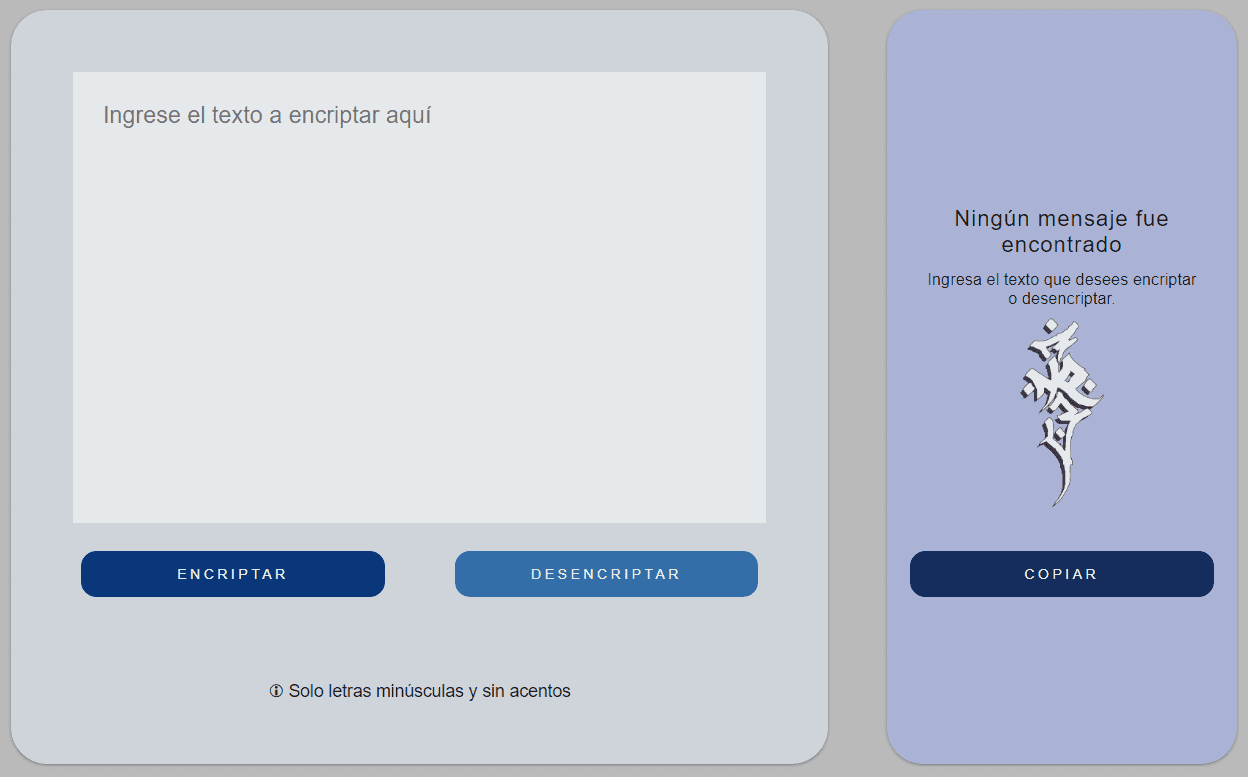 Ingrese el texto a encriptar aquí
ENCRIPTAR
DESENCRIPTAR
🛈 Solo letras minúsculas y sin acentos
Ningún mensaje fue
encontrado
Ingresa el texto que desees encriptar
o desencriptar.
COPIAR